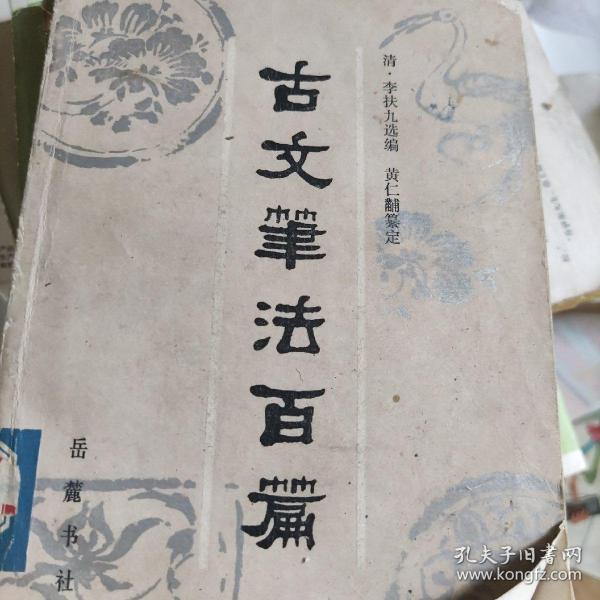 古文筆法百篇
清·李扶九选编 黄仁黼纂定
岳麓书社
孔夫子旧书网
www.kongfz.com